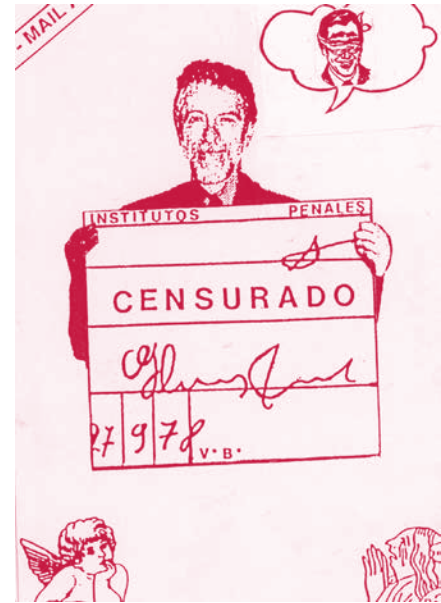 - MAIL
INSTITUTOS PENALES
CENSURADO
27 9 78
V·B·